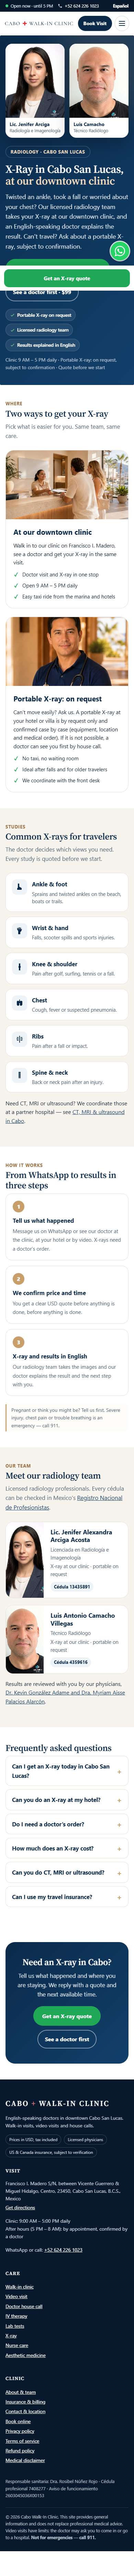 Open now · until 5 PM
+52 624 226 1623
Español
CABO + WALK-IN CLINIC
Book Visit
Lic. Jenifer Arciga
Radiología e Imagenología
Luis Camacho
Técnico Radiólogo
RADIOLOGY · CABO SAN LUCAS
X-Ray in Cabo San Lucas,
at our downtown clinic
Twisted an ankle, took a fall or worried
about your chest? Our licensed radiology
team takes your X-ray at our downtown
clinic, and an English-speaking doctor explains the
result. Can't travel? Ask about a portable X-
ray, subject to confirmation.
Get an X-ray quote
See a doctor first · $99
✓ Portable X-ray on request
✓ Licensed radiology team
✓ Results explained in English
Clinic 9 AM – 5 PM daily · Portable X-ray: on request,
subject to confirmation · Quote before we start
WHERE
Two ways to get your X-ray
Pick what is easier for you. Same team, same
care.
At our downtown clinic
Walk in to our clinic on Francisco I. Madero,
see a doctor and get your X-ray in the same
visit.
✓ Doctor visit and X-ray in one stop
✓ Open 9 AM – 5 PM daily
✓ Easy taxi ride from the marina and hotels
Portable X-ray: on request
Can't move easily? Ask us. A portable X-ray at
your hotel or villa is on request and
confirmed case by case (equipment, location
and medical order). If it is not possible, a
doctor can see you first by house call.
✓ No taxi, no waiting room
✓ Ideal after falls and for older travelers
✓ We coordinate with the front desk
STUDIES
Common X-rays for travelers
The doctor decides which views you need.
Every study is quoted before we start.
Ankle & foot
Sprains and twisted ankles on the beach,
boats or trails.
Wrist & hand
Falls, scooter spills and sports injuries.
Knee & shoulder
Pain after golf, surfing, tennis or a fall.
Chest
Cough, fever or suspected pneumonia.
Ribs
Pain after a fall or impact.
Spine & neck
Back or neck pain after an injury.
Need CT, MRI or ultrasound? We coordinate those
at a partner hospital — see CT, MRI & ultrasound
in Cabo.
HOW IT WORKS
From WhatsApp to results in
three steps
1
Tell us what happened
Message us on WhatsApp or see our doctor at
the clinic, at your hotel or by video. X-rays need
a doctor's order.
2
We confirm price and time
You get a clear USD quote before anything is
done, before anything is done.
3
X-ray and results in English
Our radiology team takes the images and our
doctor explains the result and the next step
with you.
Pregnant or think you might be? Tell us first. Severe
injury, chest pain or trouble breathing is an
emergency — call 911.
OUR TEAM
Meet our radiology team
Licensed radiology professionals. Every cédula
can be checked in Mexico's Registro Nacional
de Profesionistas.
Lic. Jenifer Alexandra
Arciga Acosta
Licenciada en Radiología e
Imagenología
X-ray at our clinic · portable on
request
Cédula 13435891
Luis Antonio Camacho
Villegas
Técnico Radiólogo
X-ray at our clinic · portable on
request
Cédula 4359616
Results are reviewed with you by our physicians,
Dr. Kevin González Adame and Dra. Myriam Aisse
Palacios Alarcón.
Frequently asked questions
Can I get an X-ray today in Cabo San
Lucas?
+
Can you do an X-ray at my hotel?
+
Do I need a doctor's order?
+
How much does an X-ray cost?
+
Can you do CT, MRI or ultrasound?
+
Can I use my travel insurance?
+
Need an X-ray in Cabo?
Tell us what happened and where you
are staying. We reply with a quote and
the next available time.
Get an X-ray quote
See a doctor first
CABO + WALK-IN CLINIC
English-speaking doctors in downtown Cabo San Lucas.
Walk-in visits, video visits and house calls.
Prices in USD, tax included
Licensed physicians
US & Canada insurance, subject to verification
VISIT
Francisco I. Madero S/N, between Vicente Guerrero &
Miguel Hidalgo, Centro, 23450, Cabo San Lucas, B.C.S.,
Mexico
Get directions
Clinic: 9:00 AM – 5:00 PM daily
After hours (5 PM – 8 AM): by appointment, confirmed by
a doctor
WhatsApp or call: +52 624 226 1623
CARE
Walk-in clinic
Video visit
Doctor house call
IV therapy
Lab tests
X-ray
Nurse care
Aesthetic medicine
CLINIC
About & team
Insurance & billing
Contact & location
Book online
Privacy policy
Terms of service
Refund policy
Medical disclaimer
Responsable sanitaria: Dra. Rosibel Núñez Rojo · Cédula
profesional 7408277 · Aviso de funcionamiento
© 2026 Cabo Walk-In Clinic. This site provides general
information and does not replace professional medical advice.
Video visits have limits: the doctor may ask you to come in or go
to a hospital. Not for emergencies — call 911.